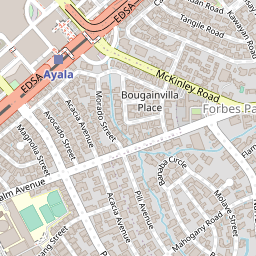 EDSA
Kawayan
Tangile Road
Ayala
EDSA
McKinley Road
Bougainvilla
Place
Forbes Pa
Morado Street
Acacia Avenue
Avocado Street
Magnolia
Palm Avenue
Banaba Circle
Flam
Acacia Avenue
Pili Avenue
Molave Street
Mahogany Road
Street